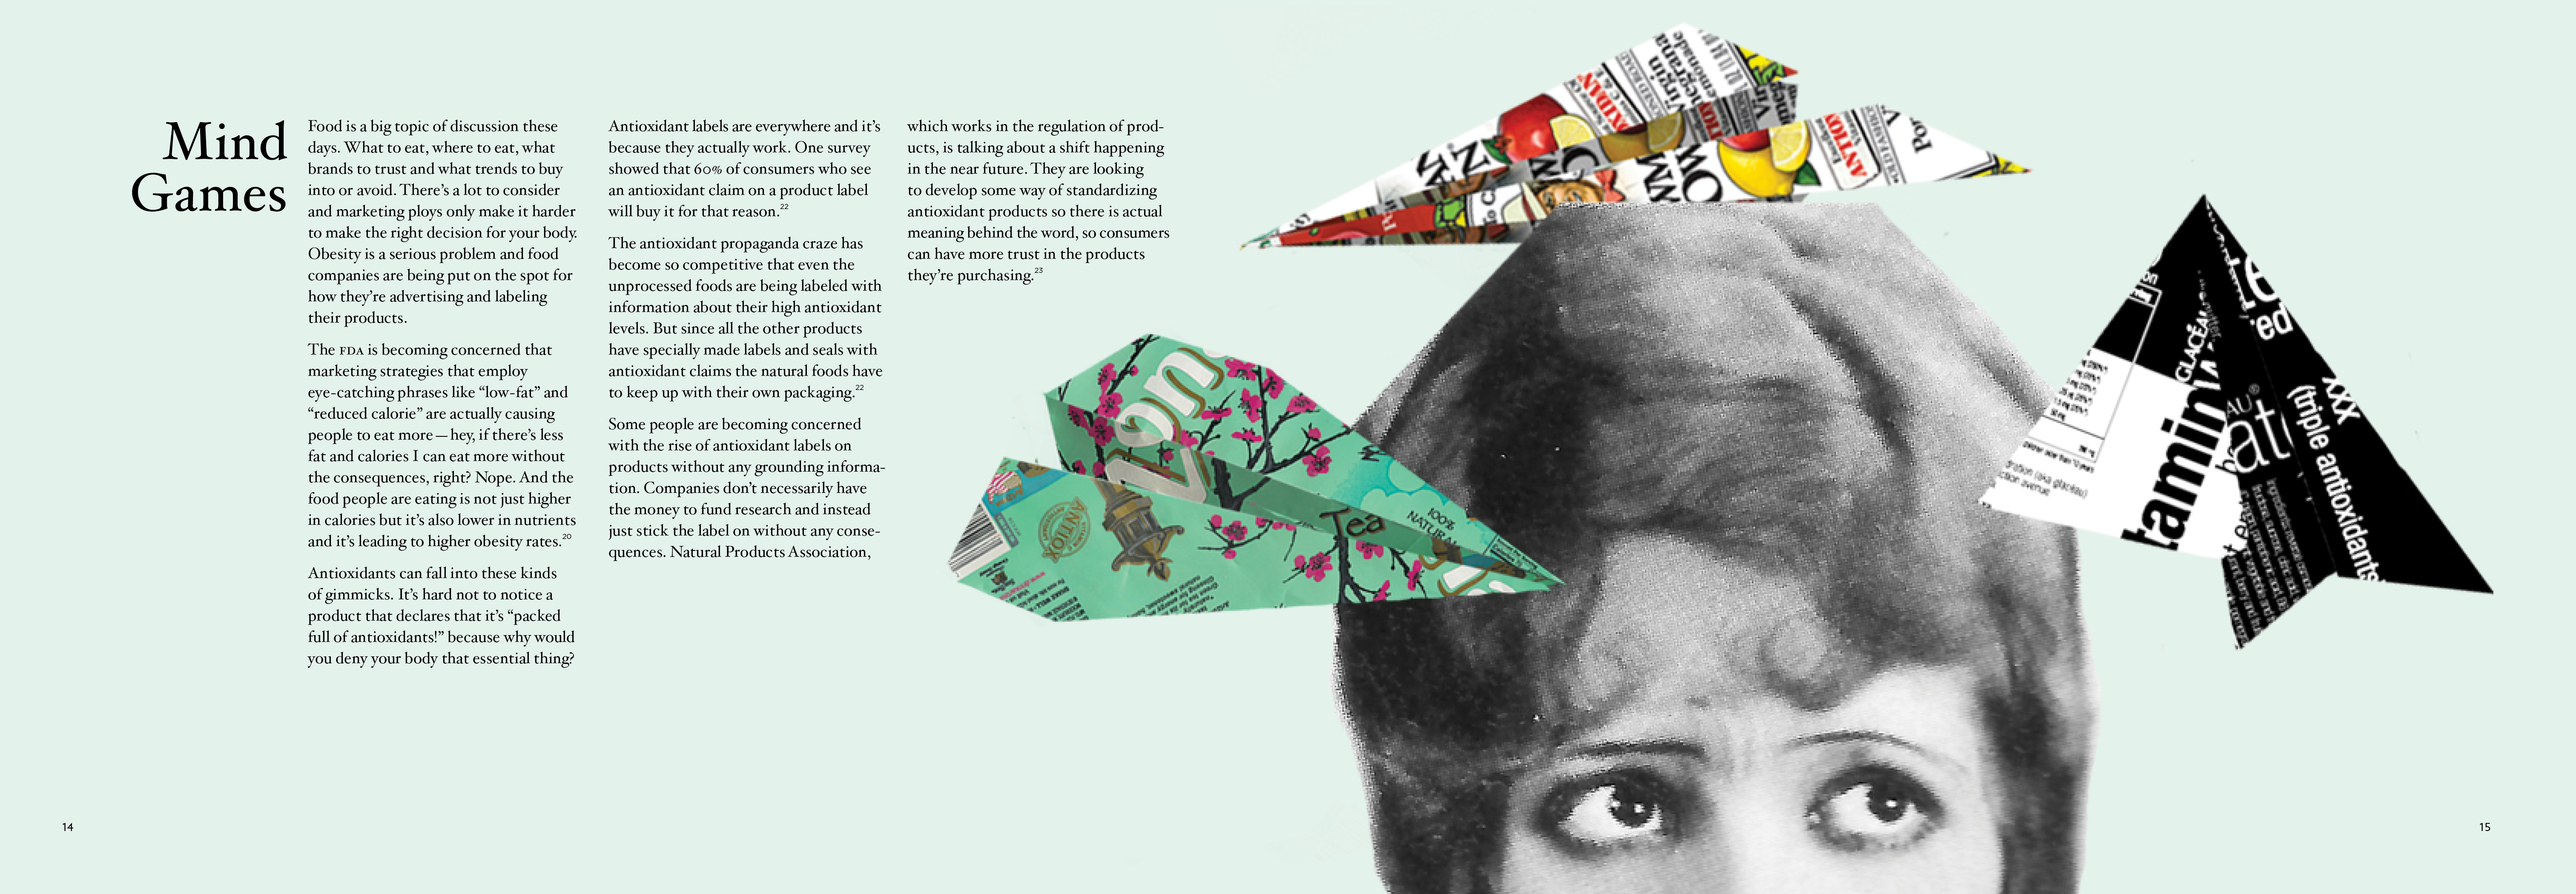 Mind
Games
Food is a big topic of discussion these
days. What to eat, where to eat, what
brands to trust and what trends to buy
into or avoid. There’s a lot to consider
and marketing ploys only make it harder
to make the right decision for your body.
Obesity is a serious problem and food
companies are being put on the spot for
how they’re advertising and labeling
their products.
The FDA is becoming concerned that
marketing strategies that employ
eye-catching phrases like “low-fat” and
“reduced calorie” are actually causing
people to eat more — hey, if there’s less
fat and calories I can eat more without
the consequences, right? Nope. And the
food people are eating is not just higher
in calories but it’s also lower in nutrients
and it’s leading to higher obesity rates.20
Antioxidants can fall into these kinds
of gimmicks. It’s hard not to notice a
product that declares that it’s “packed
full of antioxidants!” because why would
you deny your body that essential thing?
Antioxidant labels are everywhere and it’s
because they actually work. One survey
showed that 60% of consumers who see
an antioxidant claim on a product label
will buy it for that reason.22
The antioxidant propaganda craze has
become so competitive that even the
unprocessed foods are being labeled with
information about their high antioxidant
levels. But since all the other products
have specially made labels and seals with
antioxidant claims the natural foods have
to keep up with their own packaging.22
Some people are becoming concerned
with the rise of antioxidant labels on
products without any grounding informa-
tion. Companies don’t necessarily have
the money to fund research and instead
just stick the label on without any conse-
quences. Natural Products Association,
which works in the regulation of prod-
ucts, is talking about a shift happening
in the near future. They are looking
to develop some way of standardizing
antioxidant products so there is actual
meaning behind the word, so consumers
can have more trust in the products
they’re purchasing.23
Tea
100%
NATURAL
ANTIOX
GLACÉAU
tamin
XXX
(triple antioxidants
14
15